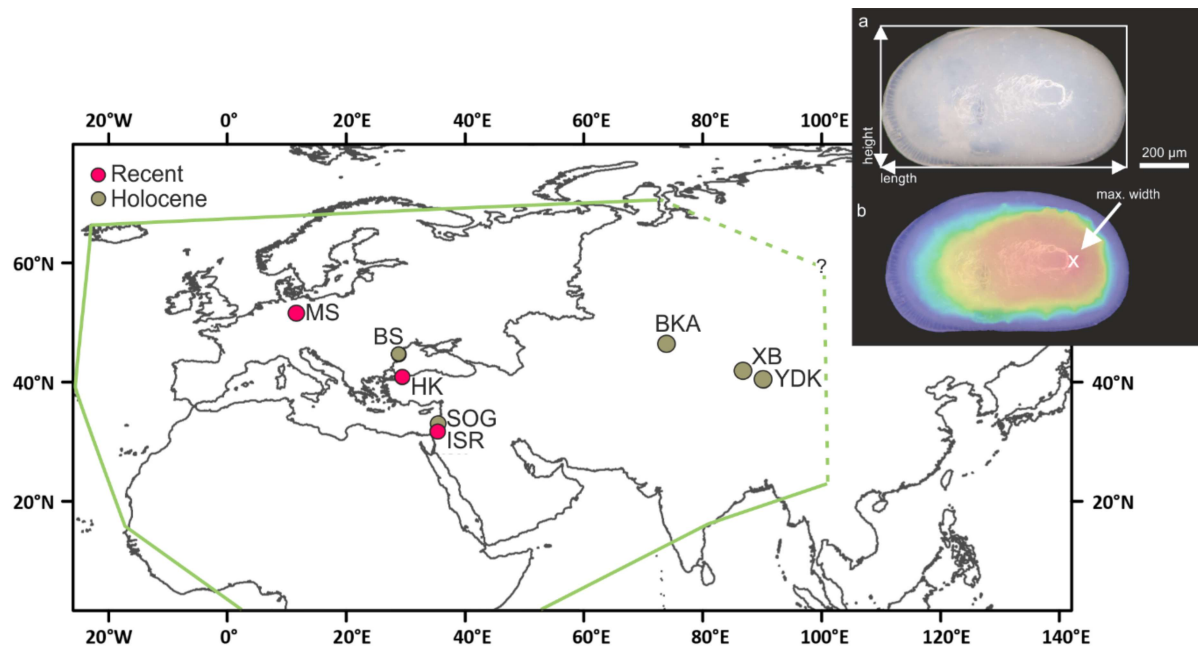 a
height
length
200 µm
b
max. width
x
20°W 0° 20°E 40°E 60°E 80°E 100°E
Recent
Holocene
60°N
?
MS
BS
BKA
XB
40°N
HK
YDK
40°N
SOG
ISR
20°N
20°N
20°W 0° 20°E 40°E 60°E 80°E 100°E 120°E 140°E